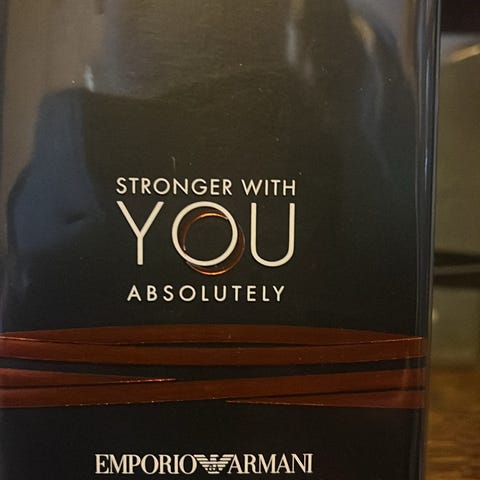 STRONGER WITH
YOU
ABSOLUTELY
EMPORIO ARMANI